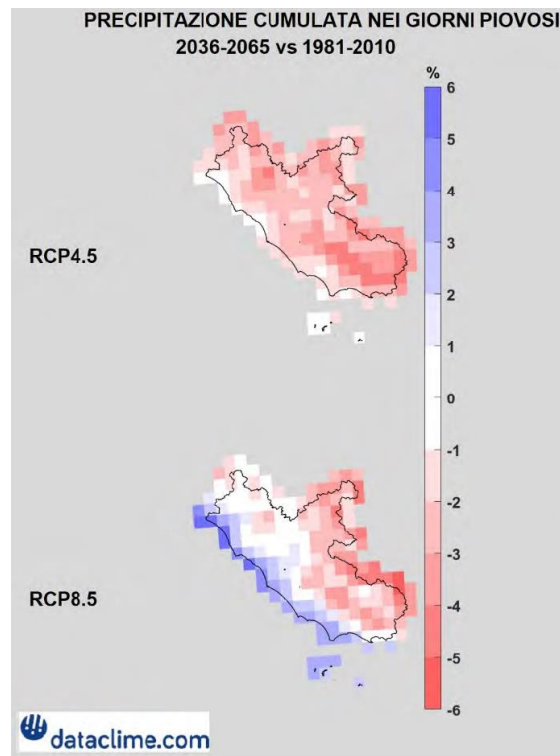 PRECIPITAZIONE CUMULATA NEI GIORNI PIOVOSI
2036-2065 vs 1981-2010
%
6
5
4
3
2
1
0
-1
-2
-3
-4
-5
-6
RCP4.5
RCP8.5
dataclime.com